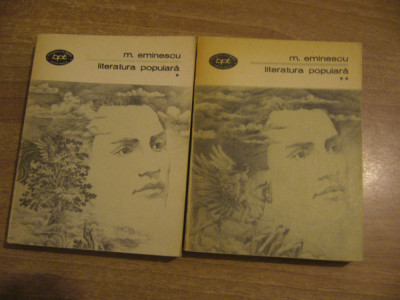 bpt
m. eminescu
literatura populară
*
bpt
m. eminescu
literatura populară
**